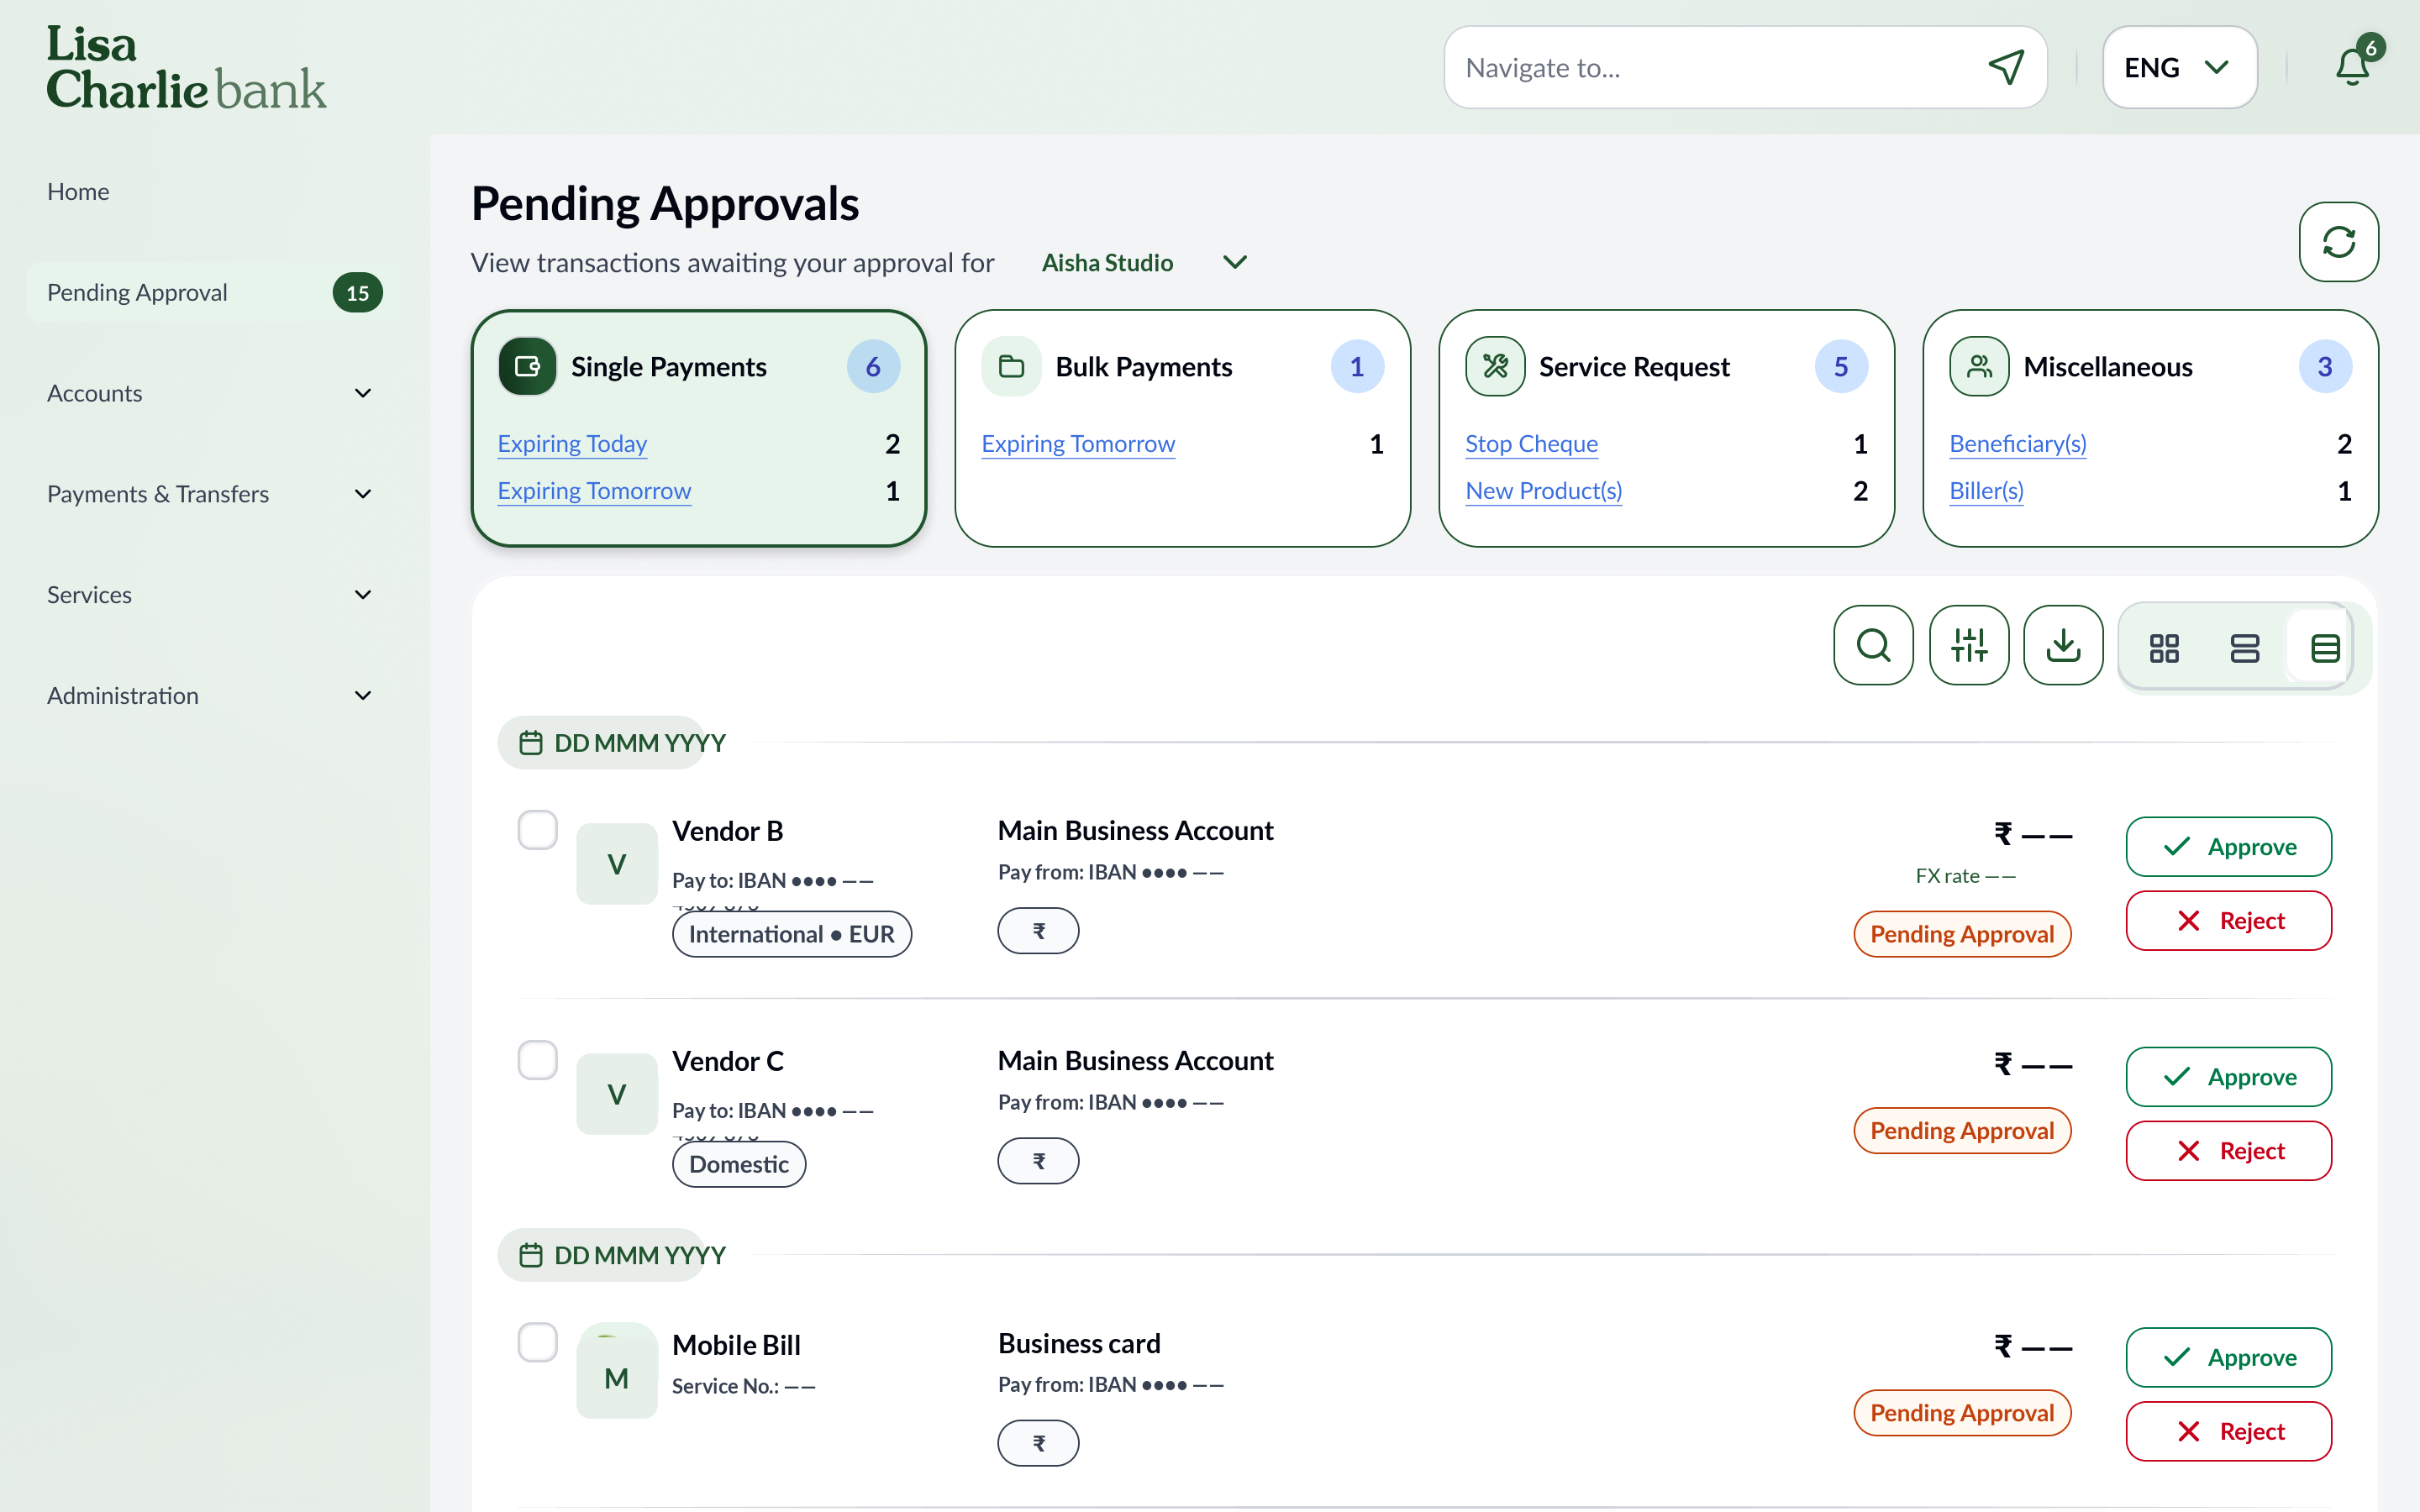 Lisa
Charlie bank
Navigate to...
ENG
6
Home
Pending Approval 15
Accounts
Payments & Transfers
Services
Administration
Pending Approvals
View transactions awaiting your approval for Aisha Studio
Single Payments 6
Expiring Today 2
Expiring Tomorrow 1
Bulk Payments 1
Expiring Tomorrow 1
Service Request 5
Stop Cheque 1
New Product(s) 2
Miscellaneous 3
Beneficiary(s) 2
Biller(s) 1
DD MMM YYYY
V
Vendor B
Pay to: IBAN •••• ––
International • EUR
Main Business Account
Pay from: IBAN •••• ––
₹
₹ ––
FX rate ––
Pending Approval
Approve
Reject
V
Vendor C
Pay to: IBAN •••• ––
Domestic
Main Business Account
Pay from: IBAN •••• ––
₹
₹ ––
Pending Approval
Approve
Reject
DD MMM YYYY
M
Mobile Bill
Service No.: ––
Business card
Pay from: IBAN •••• ––
₹
₹ ––
Pending Approval
Approve
Reject